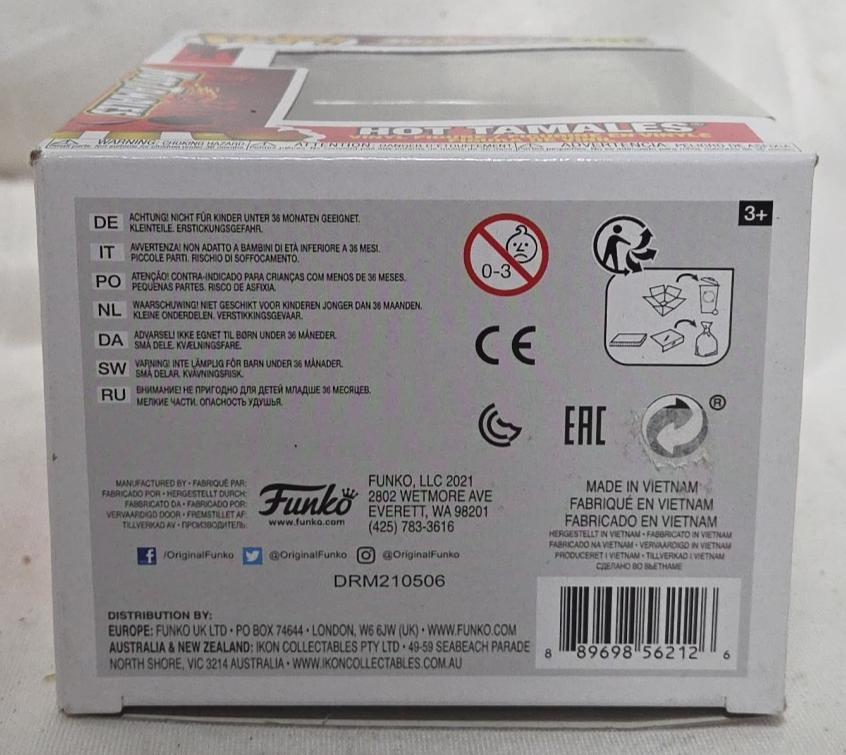 HOT TAMALES
HOT TAMALES®
VINYL FIGURE / FIGURINE EN VINYLE
WARNING: CHOKING HAZARD
ATTENTION: DANGER D'ÉTOUFFEMENT
ADVERTENCIA: PELIGRO DE ASFIXIA
3+
DE ACHTUNG! NICHT FÜR KINDER UNTER 36 MONATEN GEEIGNET.
KLEINTEILE. ERSTICKUNGSGEFAHR.
IT AVVERTENZA! NON ADATTO A BAMBINI DI ETÀ INFERIORE A 36 MESI.
PICCOLE PARTI. RISCHIO DI SOFFOCAMENTO.
PO ATENÇÃO! CONTRA-INDICADO PARA CRIANÇAS COM MENOS DE 36 MESES.
PEQUENAS PARTES. RISCO DE ASFIXIA.
NL WAARSCHUWING! NIET GESCHIKT VOOR KINDEREN JONGER DAN 36 MAANDEN.
KLEINE ONDERDELEN. VERSTIKKINGSGEVAAR.
DA ADVARSEL! IKKE EGNET TIL BØRN UNDER 36 MÅNEDER.
SMÅ DELE. KVÆLNINGSFARE.
SW VARNING! INTE LÄMPLIG FÖR BARN UNDER 36 MÅNADER.
SMÅ DELAR. KVÄVNINGSRISK.
RU ВНИМАНИЕ! НЕ ПРИГОДНО ДЛЯ ДЕТЕЙ МЛАДШЕ 36 МЕСЯЦЕВ.
МЕЛКИЕ ЧАСТИ. ОПАСНОСТЬ УДУШЬЯ.
0-3
CE
EAC
®
MANUFACTURED BY • FABRIQUÉ PAR:
FABRICADO POR • HERGESTELLT DURCH:
FABBRICATO DA • FABRICADO POR:
VERVAARDIGD DOOR • FREMSTILLET AF:
TILLVERKAD AV • ПРОИЗВОДИТЕЛЬ:
Funko
www.funko.com
FUNKO, LLC 2021
2802 WETMORE AVE
EVERETT, WA 98201
(425) 783-3616
/OriginalFunko @OriginalFunko @OriginalFunko
DRM210506
MADE IN VIETNAM
FABRIQUÉ EN VIETNAM
FABRICADO EN VIETNAM
HERGESTELLT IN VIETNAM • FABBRICATO IN VIETNAM
FABRICADO NA VIETNAM • VERVAARDIGD IN VIETNAM
PRODUCERET I VIETNAM • TILLVERKAD I VIETNAM
СДЕЛАНО ВО ВЬЕТНАМЕ
DISTRIBUTION BY:
EUROPE: FUNKO UK LTD • PO BOX 74644 • LONDON, W6 6JW (UK) • WWW.FUNKO.COM
AUSTRALIA & NEW ZEALAND: IKON COLLECTABLES PTY LTD • 49-59 SEABEACH PARADE
NORTH SHORE, VIC 3214 AUSTRALIA • WWW.IKONCOLLECTABLES.COM.AU
8 89698 56212 6